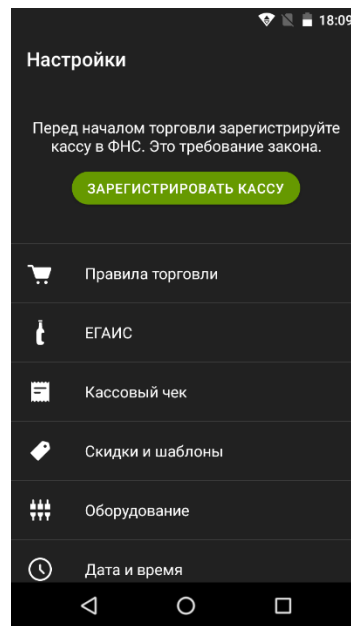 18:09
Настройки
Перед началом торговли зарегистрируйте
кассу в ФНС. Это требование закона.
ЗАРЕГИСТРИРОВАТЬ КАССУ
Правила торговли
ЕГАИС
Кассовый чек
Скидки и шаблоны
Оборудование
Дата и время